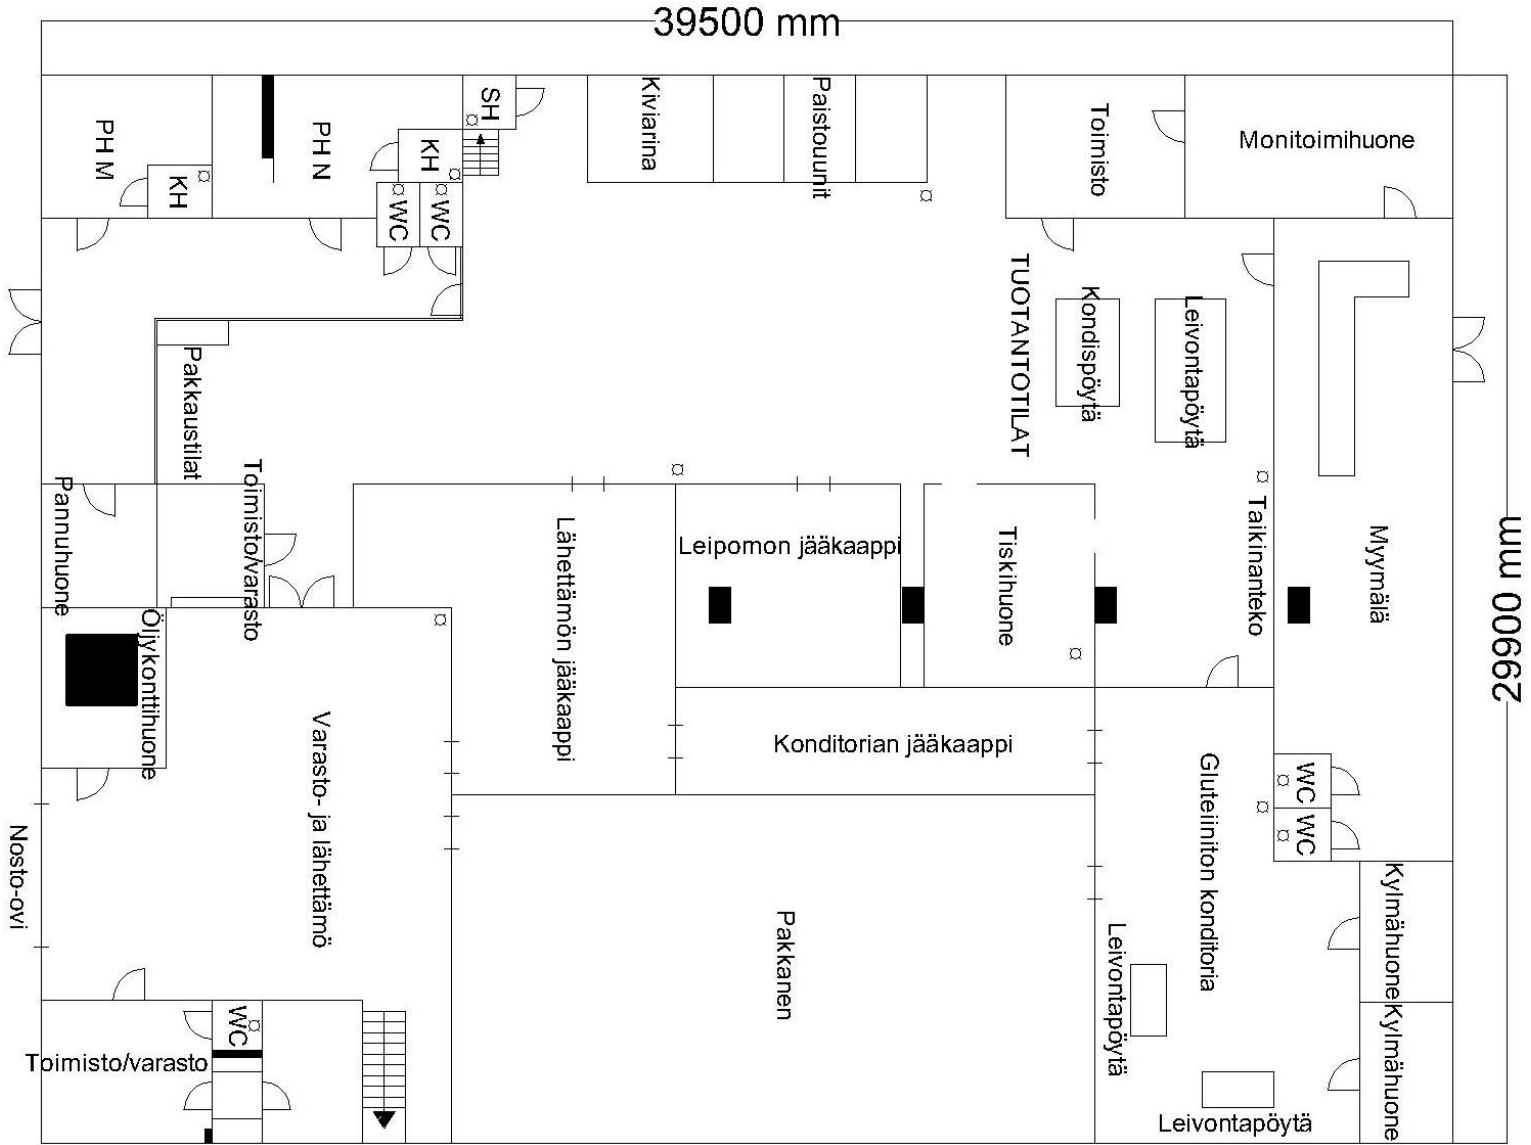 39500 mm
PH M
KH
PH N
KH
SH
WC
WC
Kiviarina
Paistouunit
Toimisto
Monitoimihuone
TUOTANTOTILAT
Kondispöytä
Leivontapöytä
Pakkaustilat
Pannuhuone
Toimisto/varasto
Lähettämön jääkaappi
Leipomon jääkaappi
Tiskihuone
Taikinanteko
Myymälä
29900 mm
Öljykonttihuone
Varasto- ja lähettämö
Konditorian jääkaappi
Gluteiiniton konditoria
WC
WC
Nosto-ovi
Pakkanen
Kylmähuone
Kylmähuone
Leivontapöytä
WC
Toimisto/varasto
Leivontapöytä